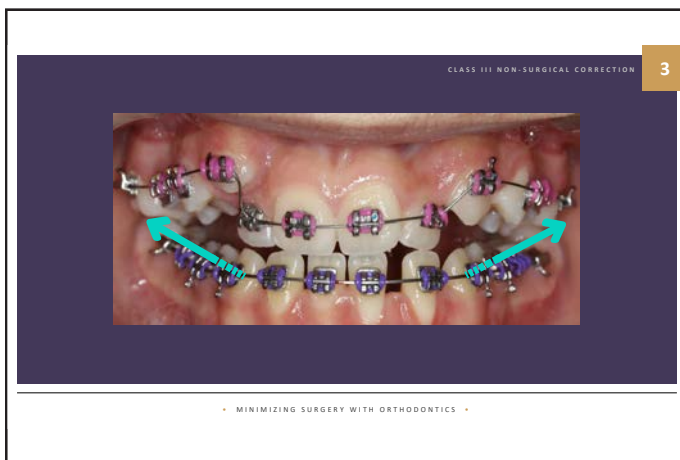 CLASS III NON-SURGICAL CORRECTION 3
• MINIMIZING SURGERY WITH ORTHODONTICS •